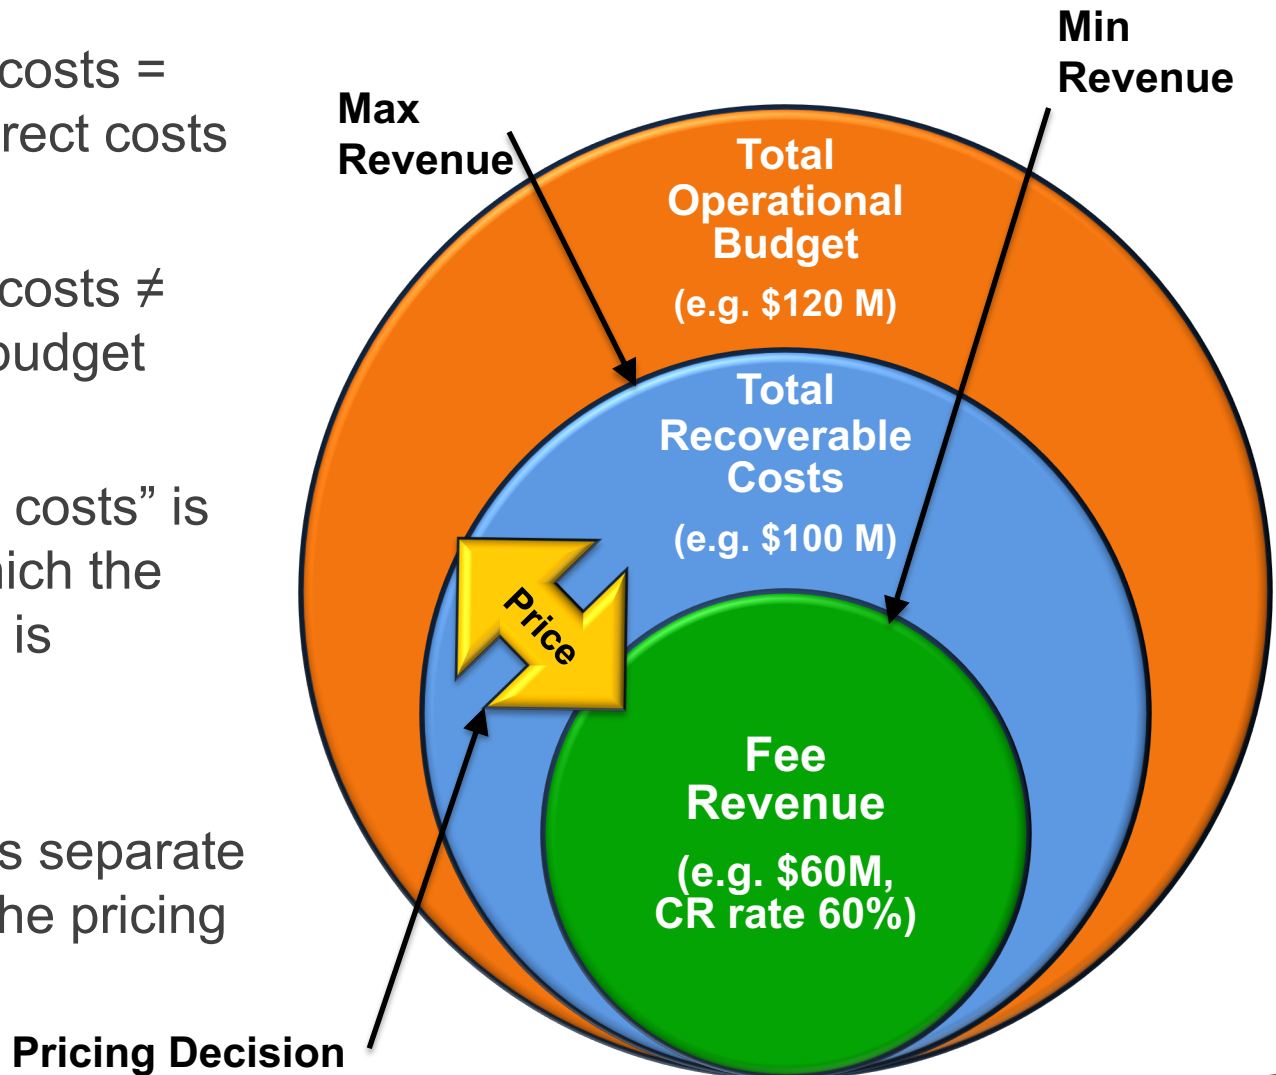 costs =
rect costs
costs ≠
budget
costs” is
ich the
is
s separate
he pricing
Max
Revenue
Min
Revenue
Total
Operational
Budget
(e.g. $120 M)
Total
Recoverable
Costs
(e.g. $100 M)
Price
Fee
Revenue
(e.g. $60M,
CR rate 60%)
Pricing Decision